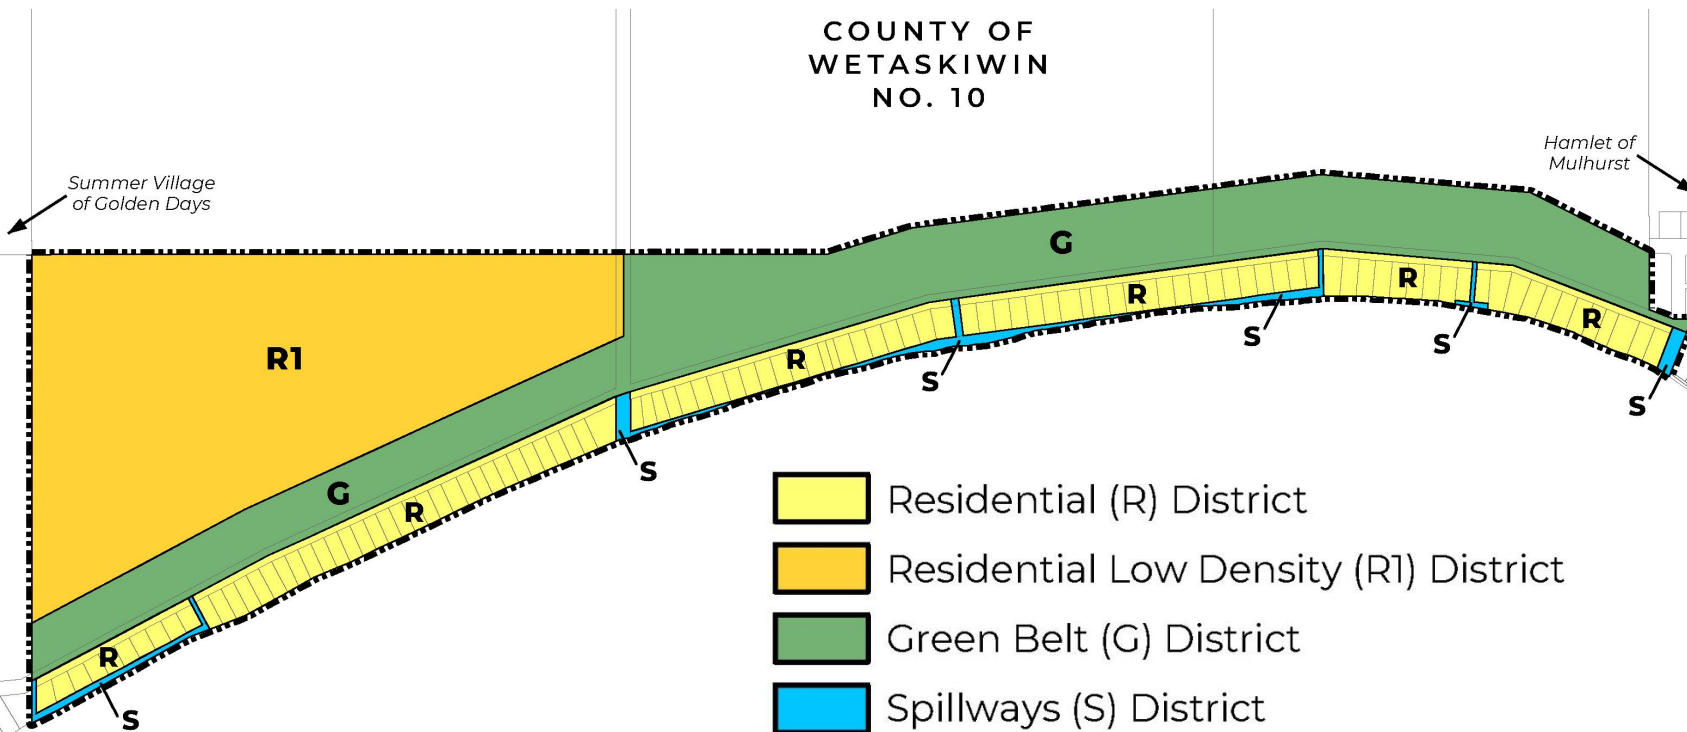 COUNTY OF
WETASKIWIN
NO. 10
Hamlet of
Mulhurst
Summer Village
of Golden Days
G
R
R
R
S
R1
R
S
S
S
S
G
R
S
R
S
Residential (R) District
Residential Low Density (R1) District
Green Belt (G) District
Spillways (S) District